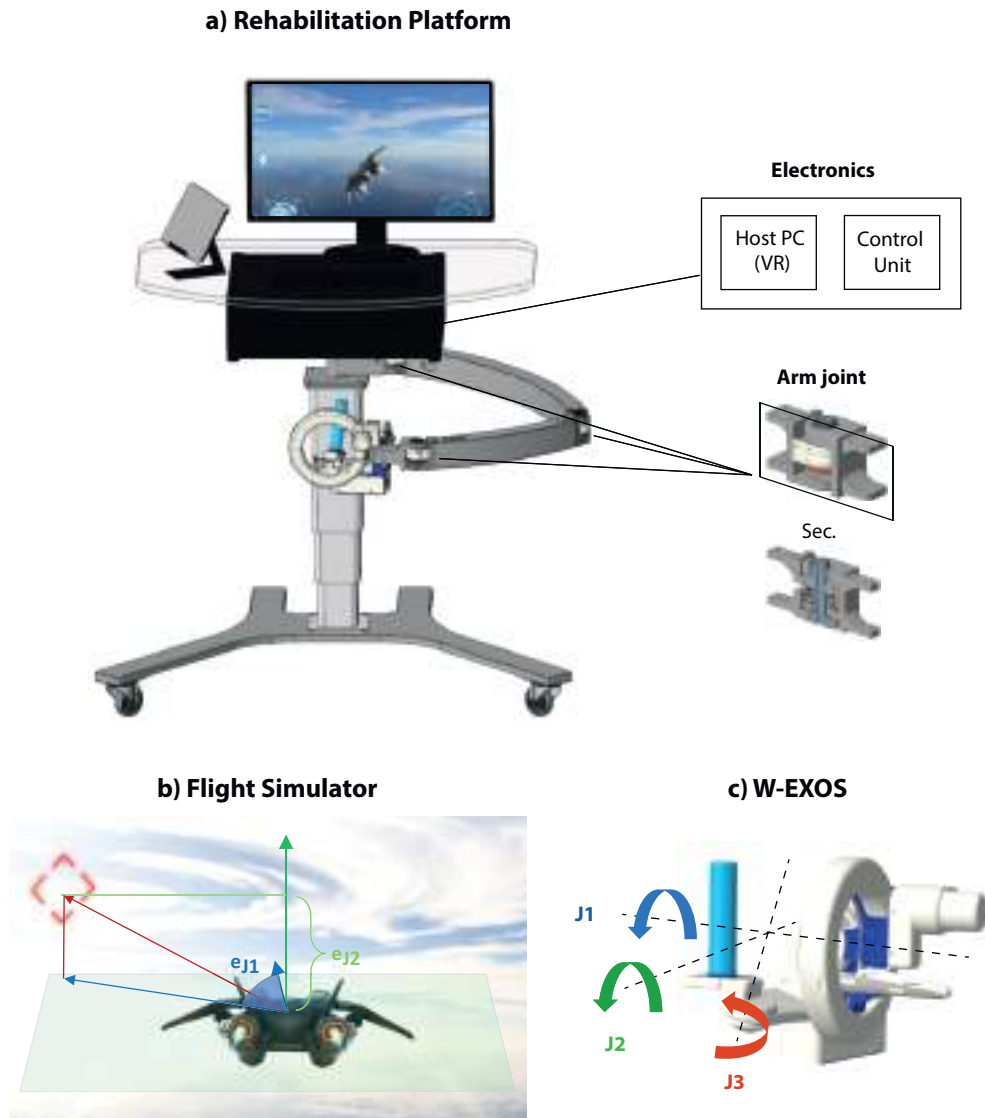 a) Rehabilitation Platform
Electronics
Host PC
(VR)
Control
Unit
Arm joint
Sec.
b) Flight Simulator
c) W-EXOS
eJ1
eJ2
J1
J2
J3